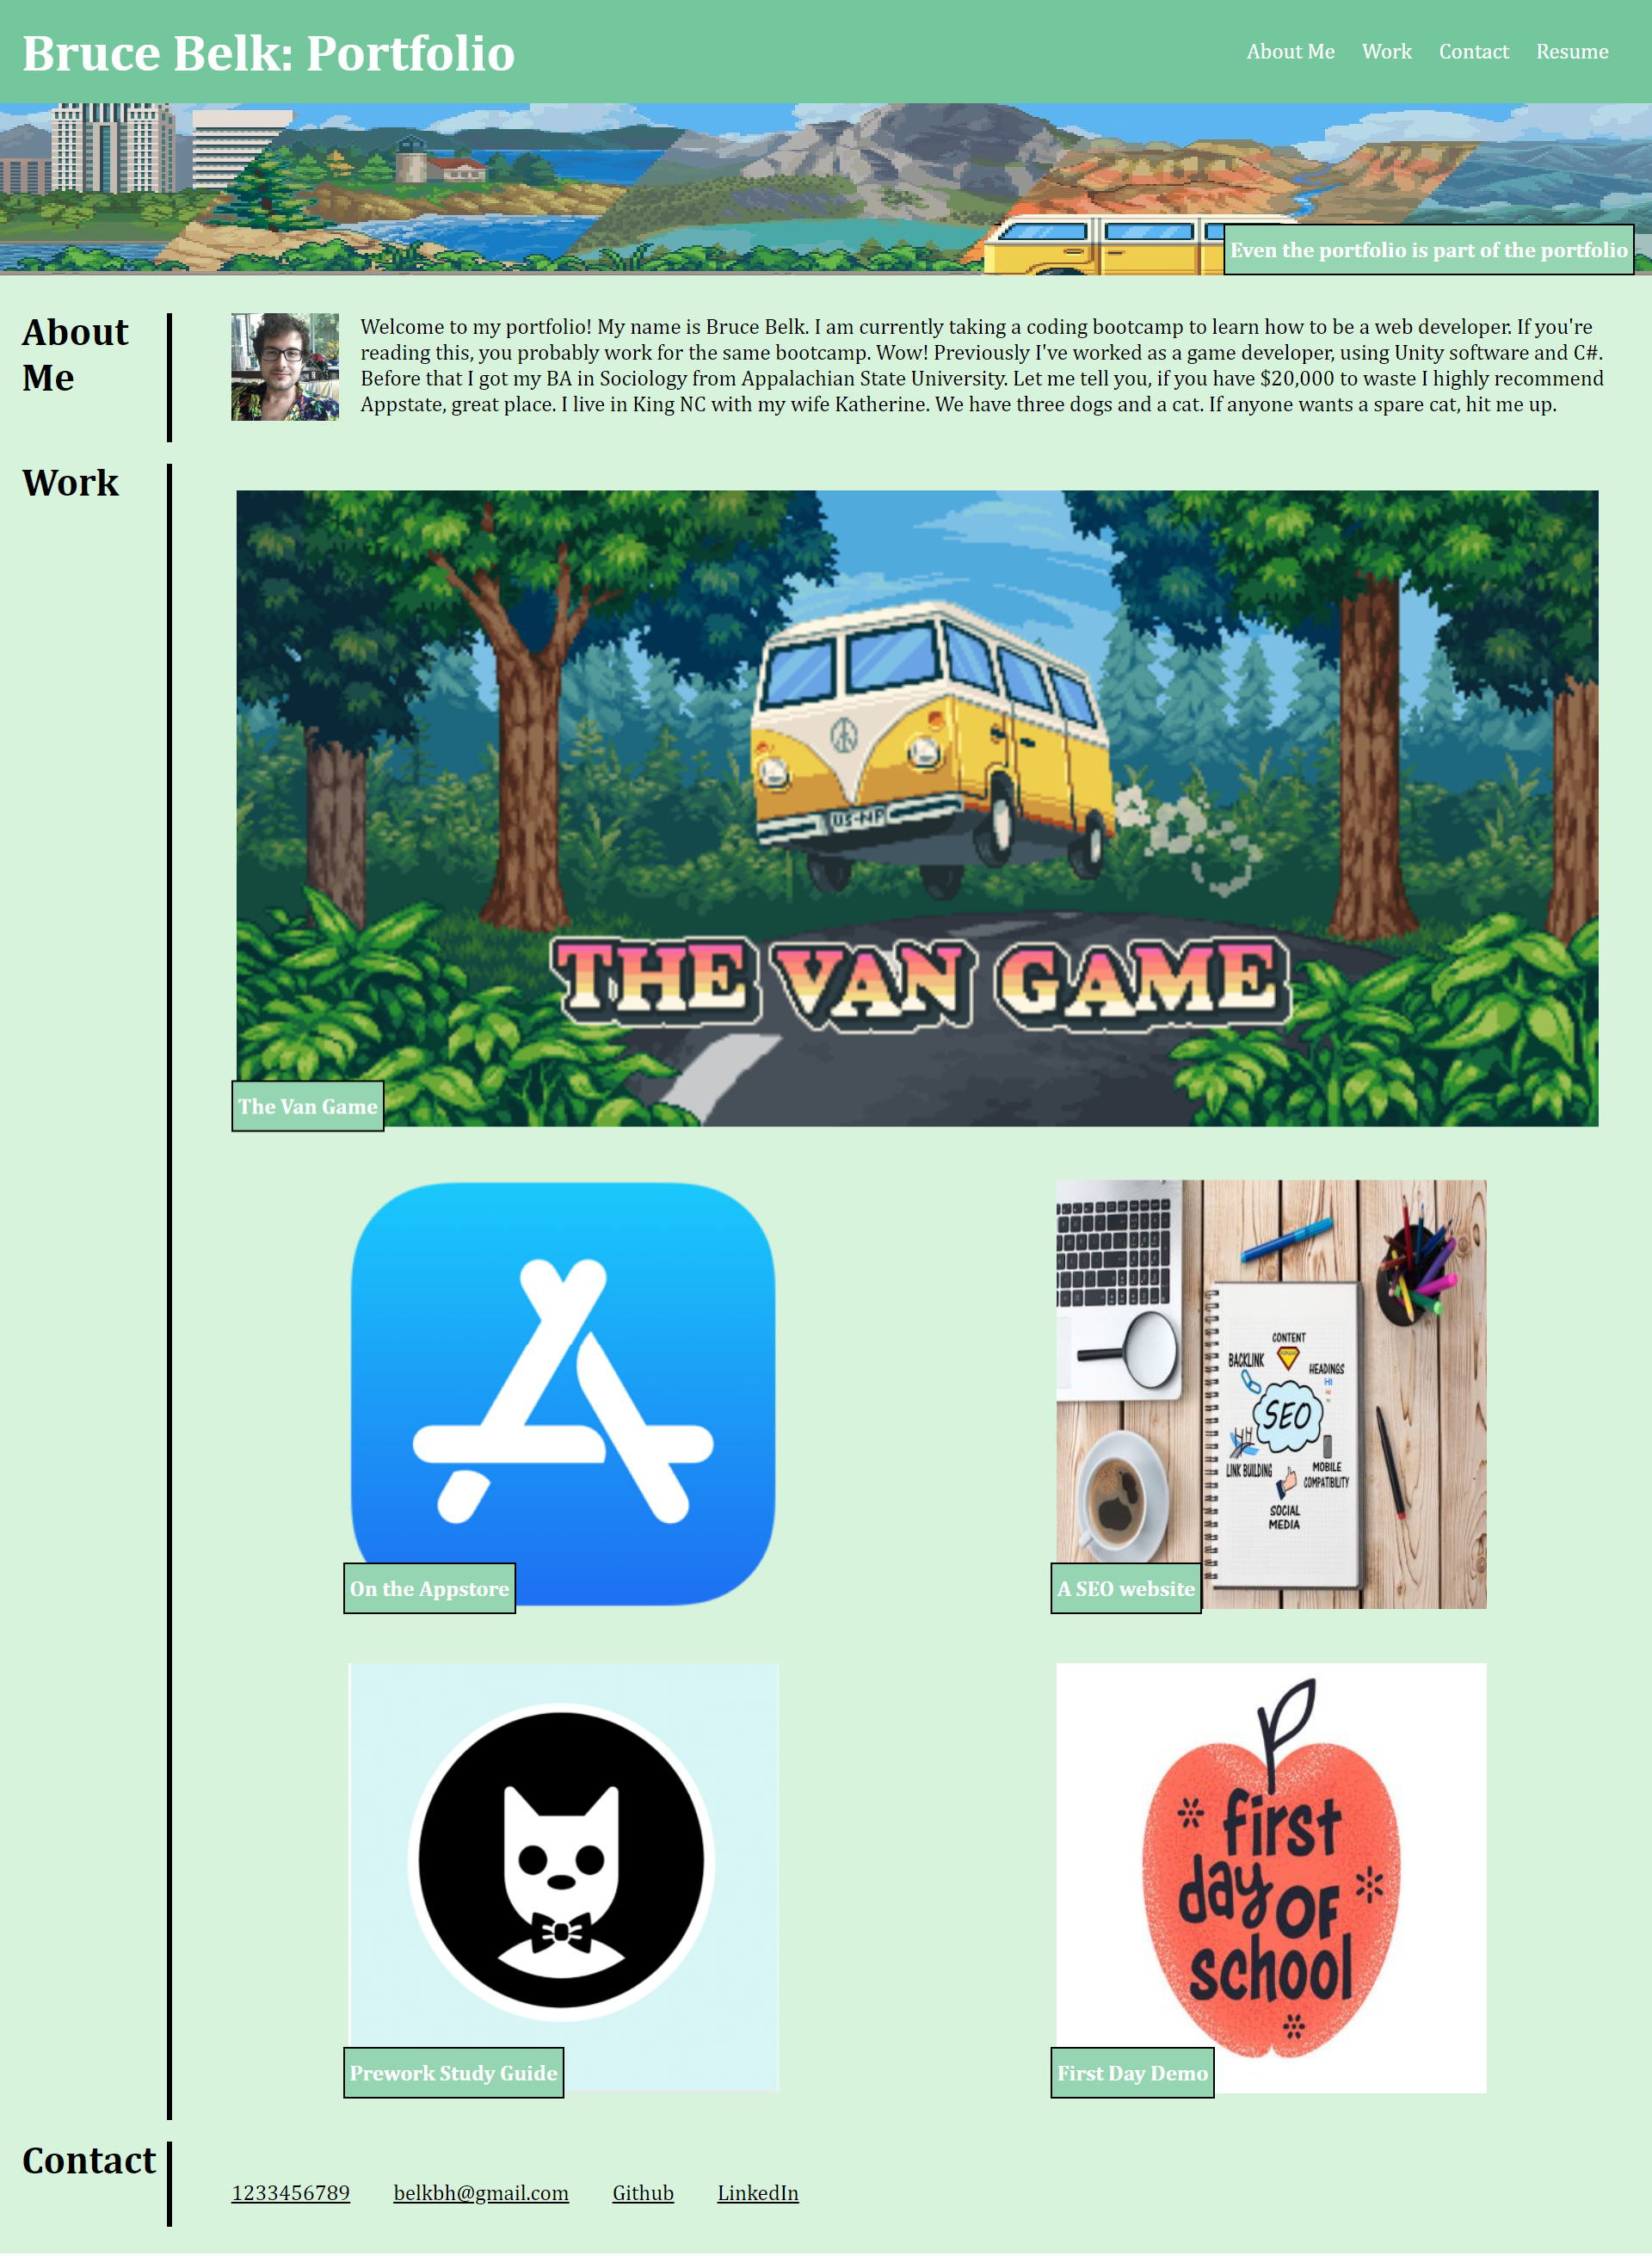 Bruce Belk: Portfolio
About Me
Work
Contact
Resume
Even the portfolio is part of the portfolio
About
Me
Welcome to my portfolio! My name is Bruce Belk. I am currently taking a coding bootcamp to learn how to be a web developer. If you're
reading this, you probably work for the same bootcamp. Wow! Previously I've worked as a game developer, using Unity software and C#.
Before that I got my BA in Sociology from Appalachian State University. Let me tell you, if you have $20,000 to waste I highly recommend
Appstate, great place. I live in King NC with my wife Katherine. We have three dogs and a cat. If anyone wants a spare cat, hit me up.
Work
US-NP
THE VAN GAME
The Van Game
On the Appstore
CONTENT
BACKLINK
HEADINGS
H1
SEO
LINK BUILDING
MOBILE
COMPATIBILITY
SOCIAL
MEDIA
A SEO website
Prework Study Guide
first
day OF
school
First Day Demo
Contact
1233456789
belkbh@gmail.com
Github
LinkedIn